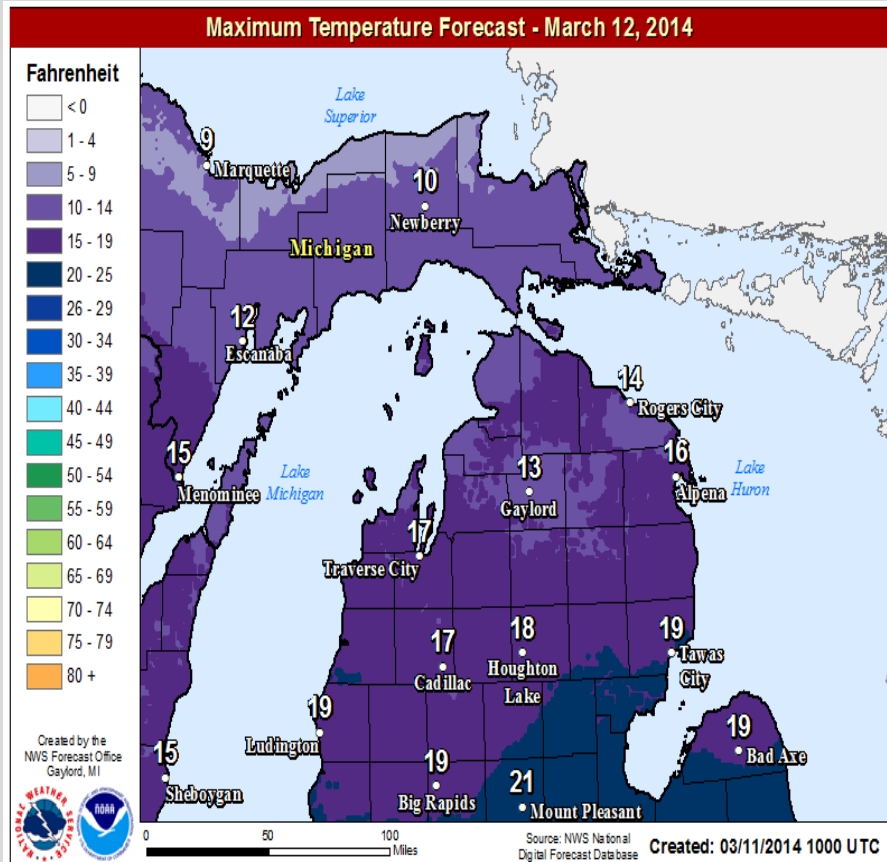 Maximum Temperature Forecast - March 12, 2014
Fahrenheit
< 0
1 - 4
5 - 9
10 - 14
15 - 19
20 - 25
26 - 29
30 - 34
35 - 39
40 - 44
45 - 49
50 - 54
55 - 59
60 - 64
65 - 69
70 - 74
75 - 79
80 +
Created by the
NWS Forecast Office
Gaylord, MI
NATIONAL WEATHER SERVICE
NOAA
Lake
Superior
9
Marquette
10
Newberry
Michigan
12
Escanaba
14
Rogers City
15
Menominee
Lake
Michigan
13
Gaylord
16
Alpena
Lake
Huron
17
Traverse City
17
Cadillac
18
Houghton
Lake
19
Tawas
City
19
Ludington
19
Bad Axe
15
Sheboygan
19
Big Rapids
21
Mount Pleasant
0
50
100
Miles
Source: NWS National
Digital Forecast Database
Created: 03/11/2014 1000 UTC